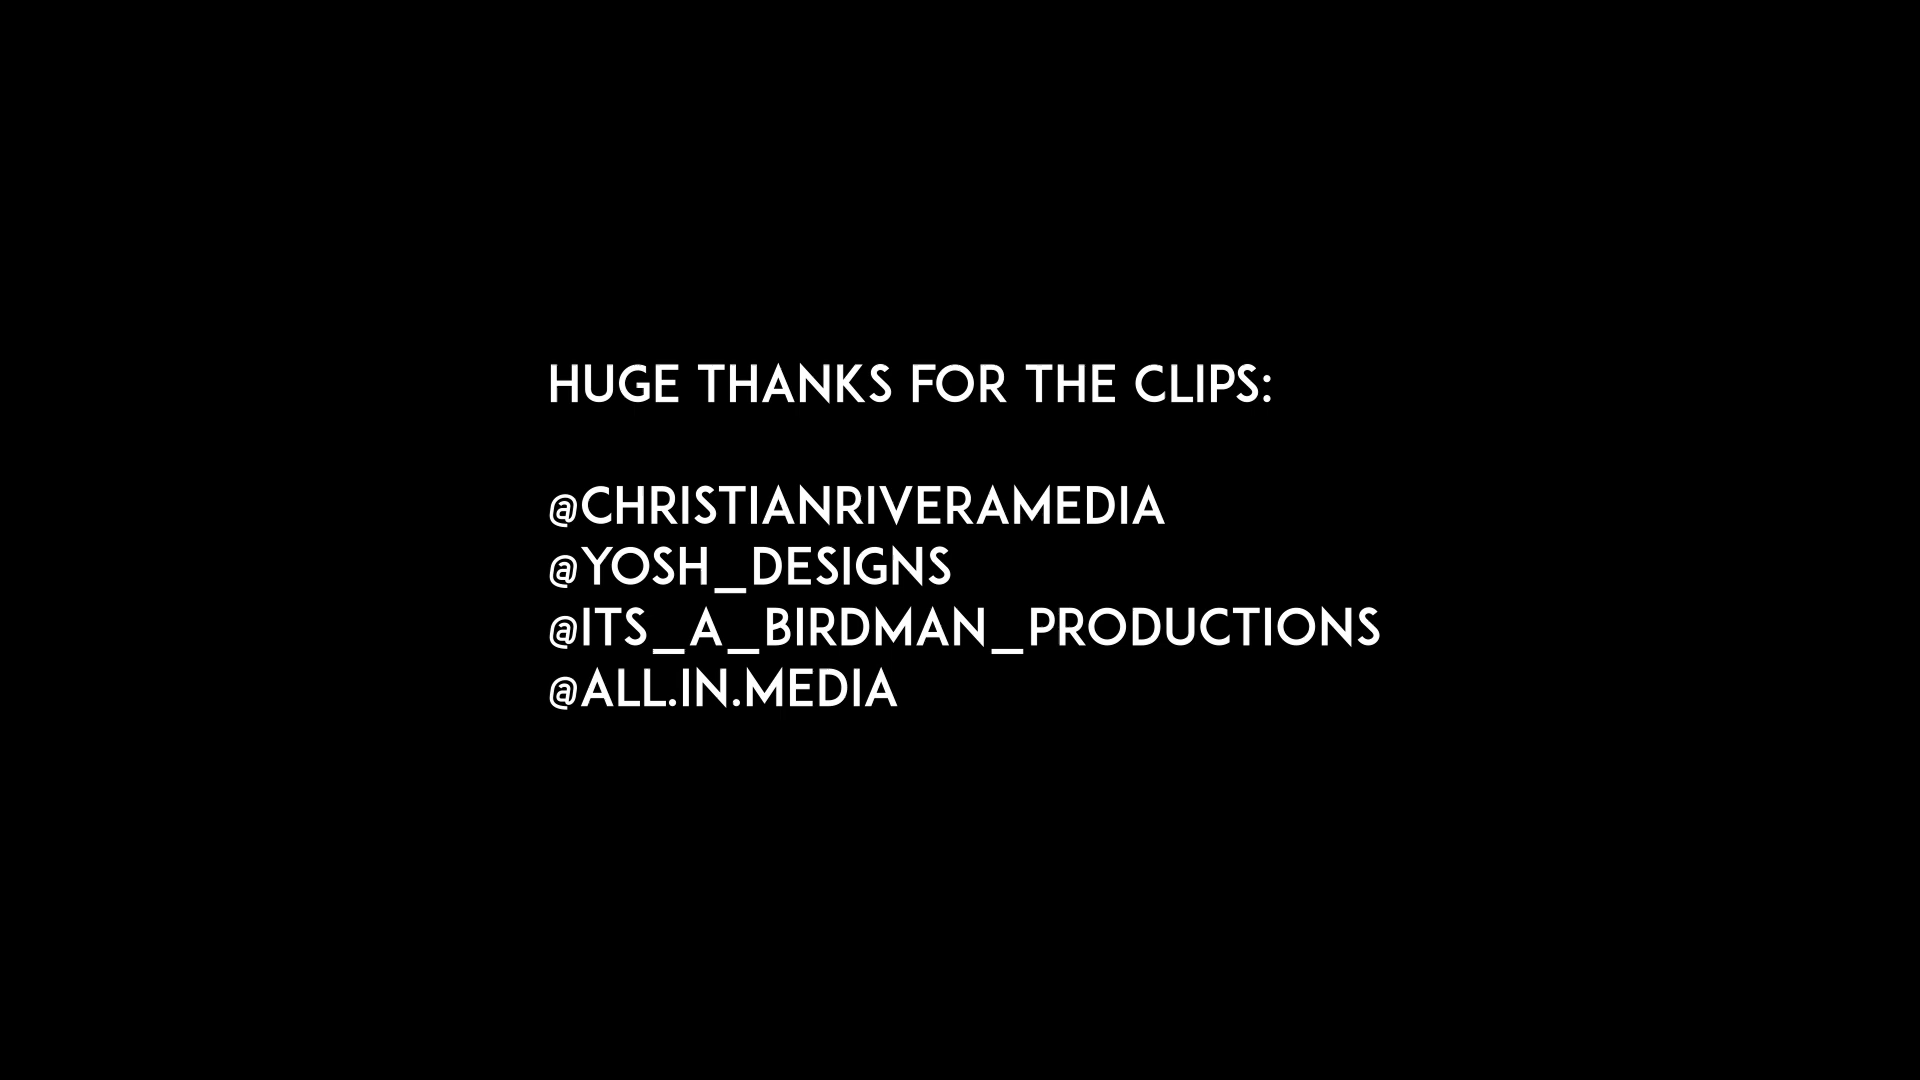 HUGE THANKS FOR THE CLIPS:
@CHRISTIANRIVERAMEDIA
@YOSH_DESIGNS
@ITS_A_BIRDMAN_PRODUCTIONS
@ALL.IN.MEDIA